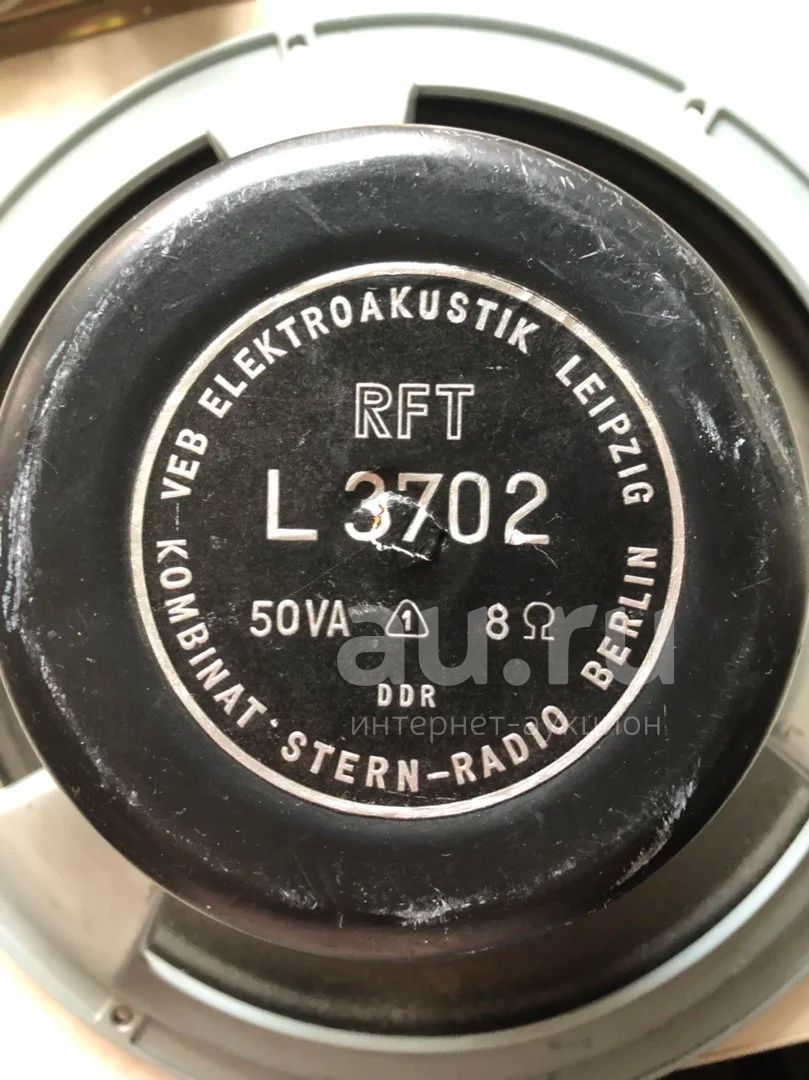 VEB ELEKTROAKUSTIK LEIPZIG
RFT
L 3702
50VA 1 8 Ω
DDR
KOMBINAT STERN-RADIO BERLIN
au.ru
интернет-аукцион